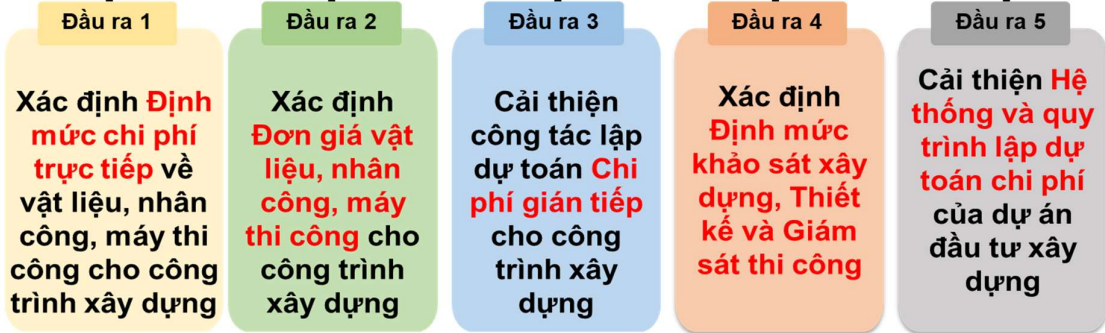 Đầu ra 1
Xác định Định
mức chi phí
trực tiếp về
vật liệu, nhân
công, máy thi
công cho công
trình xây dựng
Đầu ra 2
Xác định
Đơn giá vật
liệu, nhân
công, máy
thi công cho
công trình
xây dựng
Đầu ra 3
Cải thiện
công tác lập
dự toán Chi
phí gián tiếp
cho công
trình xây
dựng
Đầu ra 4
Xác định
Định mức
khảo sát xây
dựng, Thiết
kế và Giám
sát thi công
Đầu ra 5
Cải thiện Hệ
thống và quy
trình lập dự
toán chi phí
của dự án
đầu tư xây
dựng